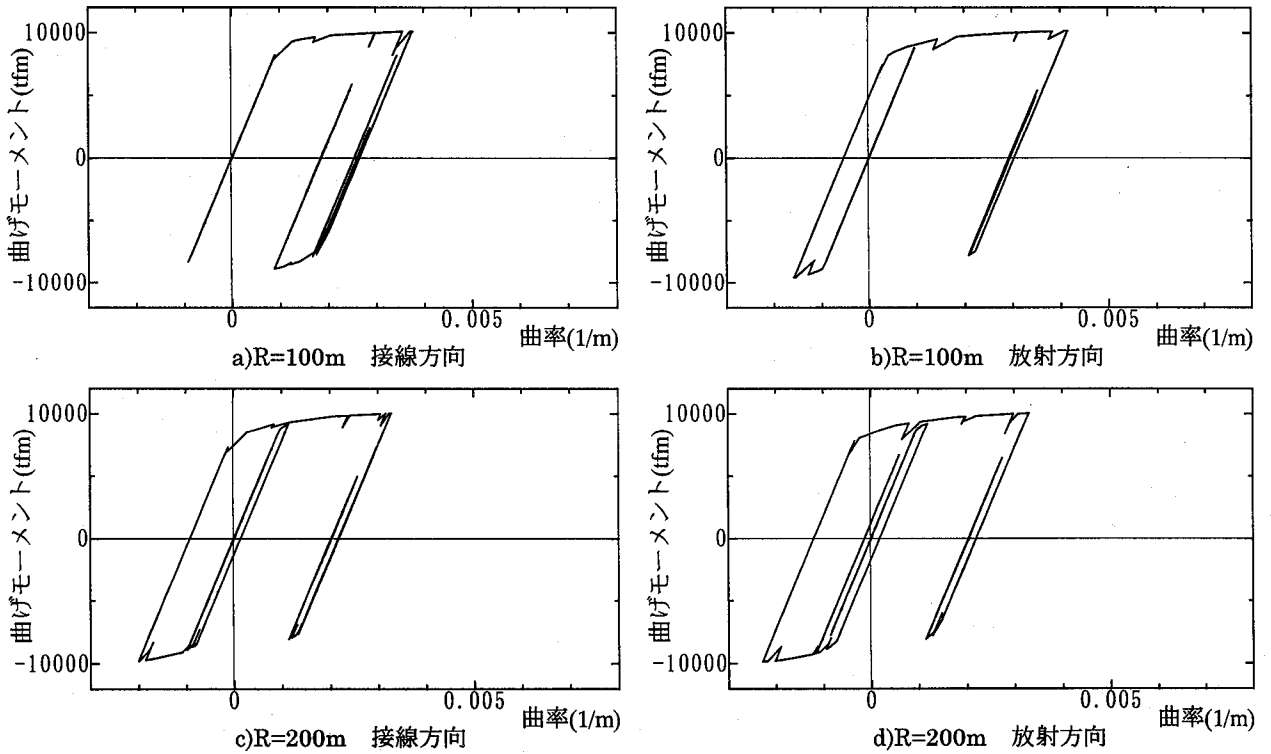 曲げモーメント(tfm)
10000
0
-10000
0
0.005
曲率(1/m)
a)R=100m 接線方向
曲げモーメント(tfm)
10000
0
-10000
0
0.005
曲率(1/m)
b)R=100m 放射方向
曲げモーメント(tfm)
10000
0
-10000
0
0.005
曲率(1/m)
c)R=200m 接線方向
曲げモーメント(tfm)
10000
0
-10000
0
0.005
曲率(1/m)
d)R=200m 放射方向